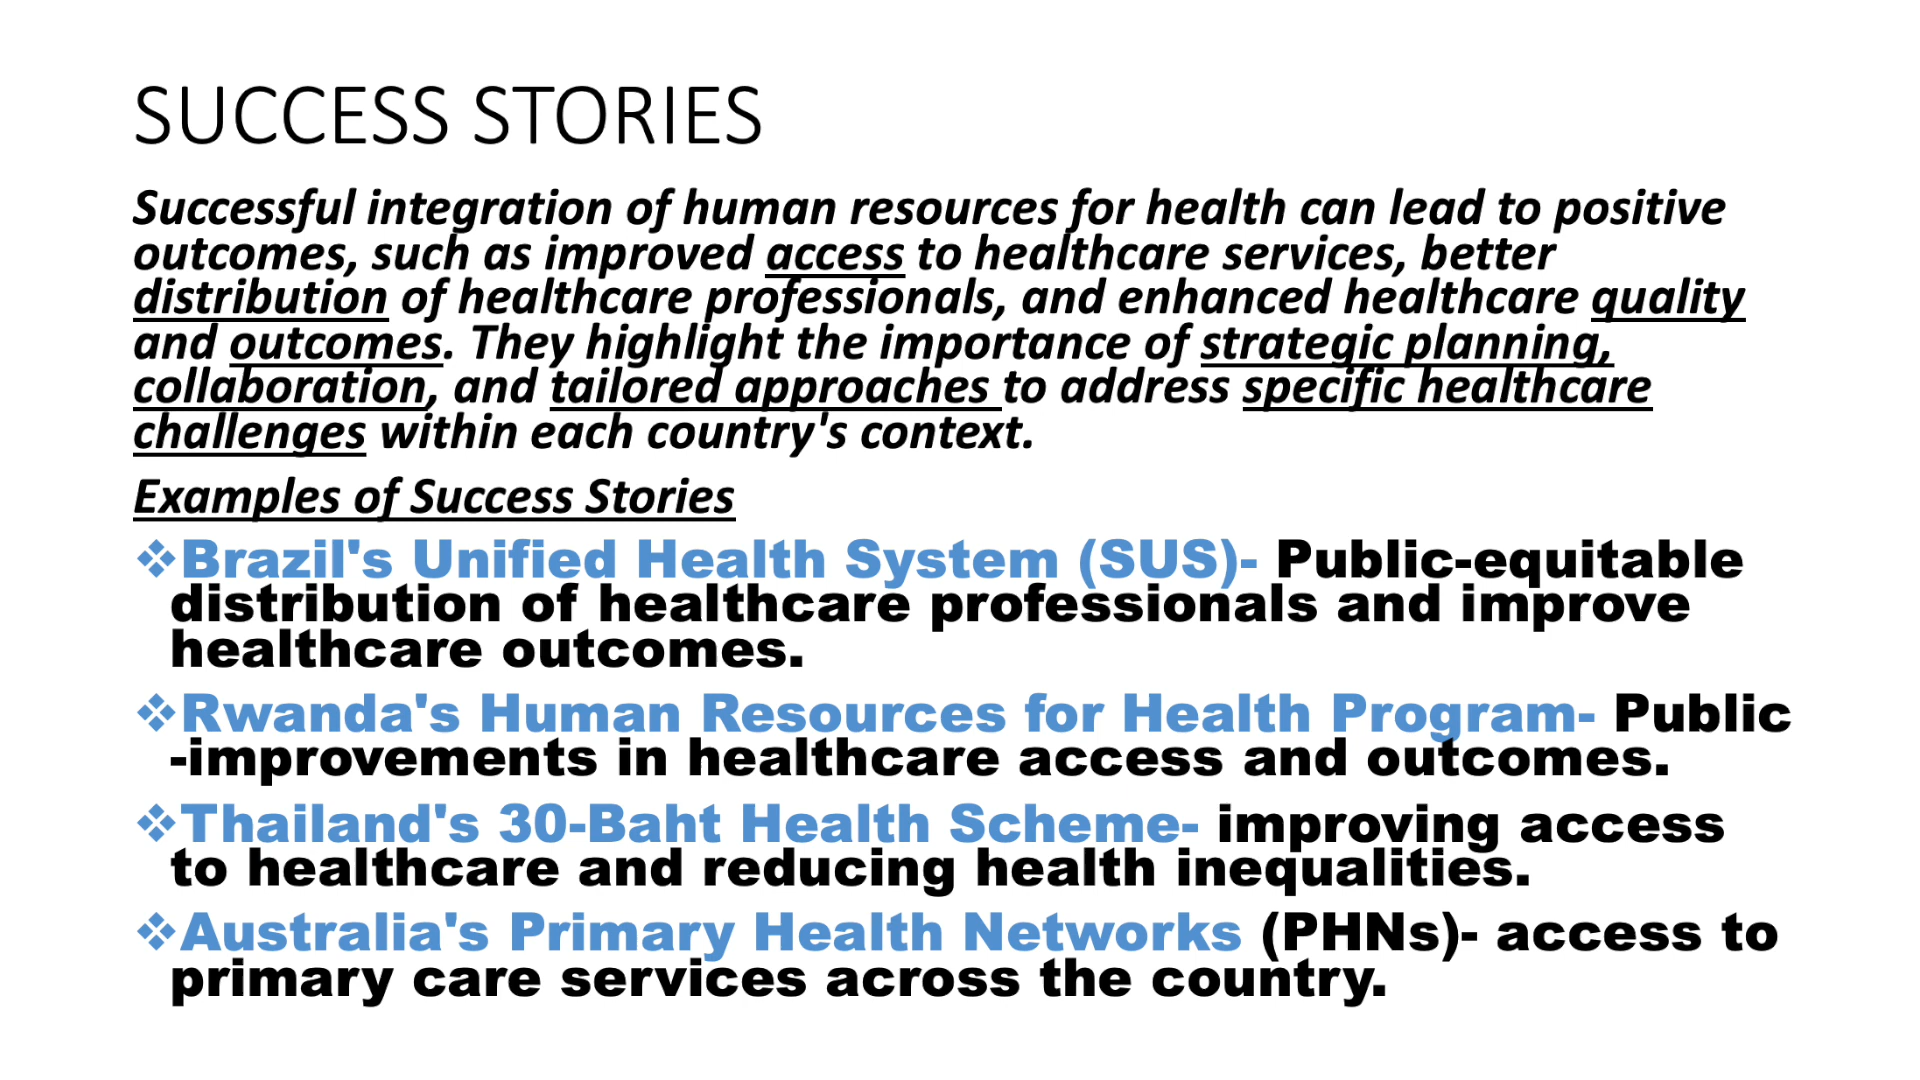 SUCCESS STORIES
Successful integration of human resources for health can lead to positive
outcomes, such as improved access to healthcare services, better
distribution of healthcare professionals, and enhanced healthcare quality
and outcomes. They highlight the importance of strategic planning,
collaboration, and tailored approaches to address specific healthcare
challenges within each country's context.
Examples of Success Stories
❖Brazil's Unified Health System (SUS)- Public-equitable
distribution of healthcare professionals and improve
healthcare outcomes.
❖Rwanda's Human Resources for Health Program- Public
-improvements in healthcare access and outcomes.
❖Thailand's 30-Baht Health Scheme- improving access
to healthcare and reducing health inequalities.
❖Australia's Primary Health Networks (PHNs)- access to
primary care services across the country.